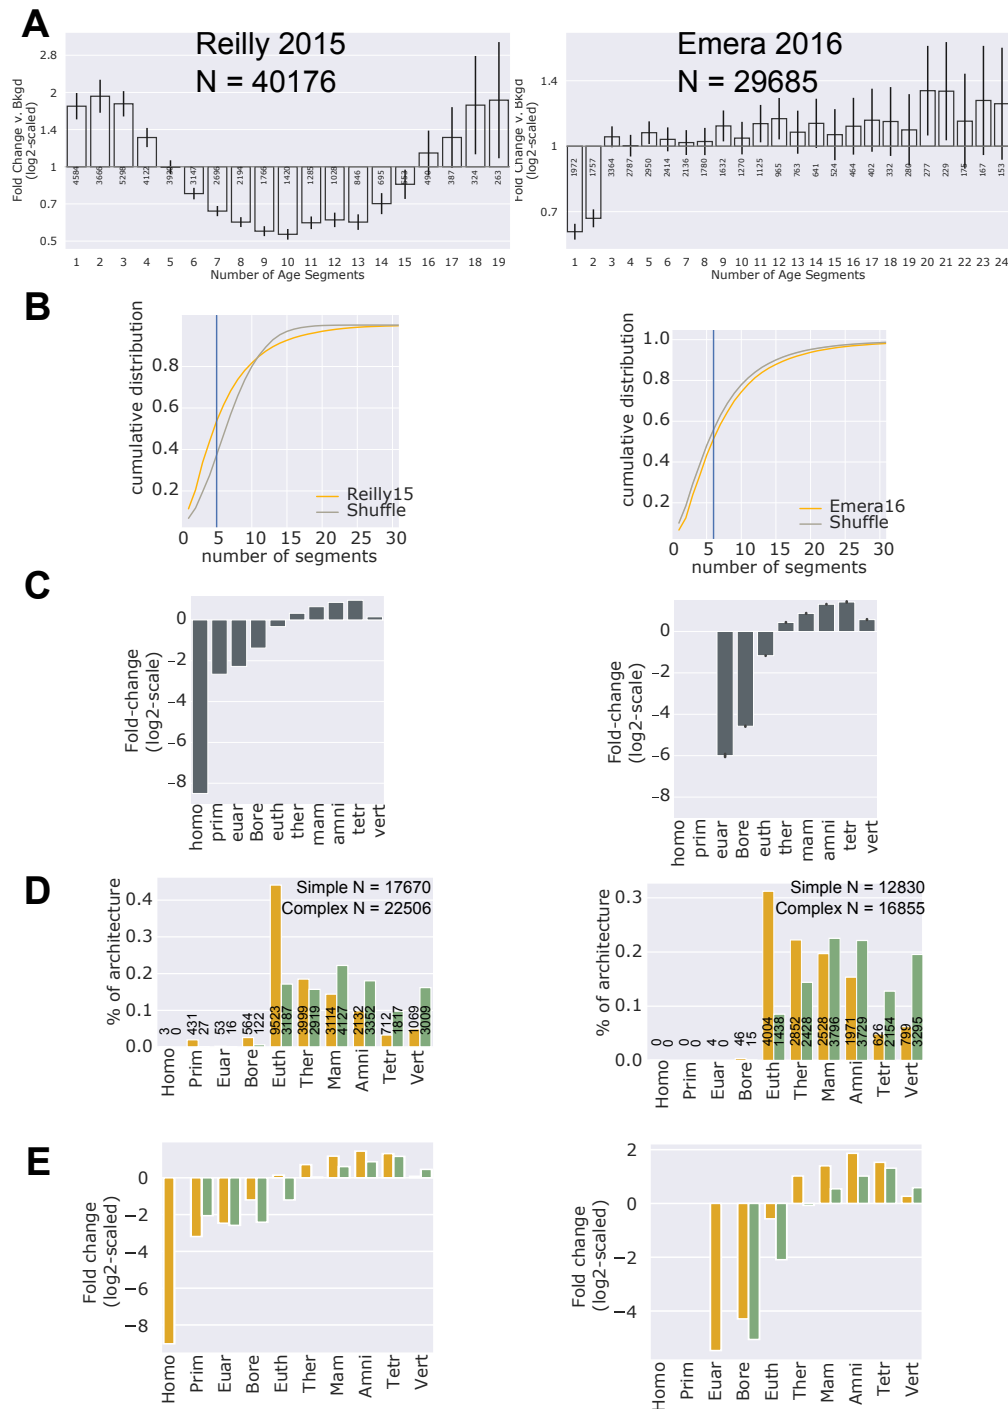 A
Reilly 2015
N = 40176
Fold Change v. Bkgd
(log2-scaled)
2.8
2
1.4
1
0.7
0.5
4584 3666 5298 4122 3147 2696 2194 1766 1420 1285 1028 846 695 553 490 387 324 263
1 2 3 4 5 6 7 8 9 10 11 12 13 14 15 16 17 18 19
Number of Age Segments
Emera 2016
N = 29685
Fold Change v. Bkgd
(log2-scaled)
1.4
1
0.7
1972 1757 3364 2787 2950 2414 2136 1780 1632 1270 1125 965 763 641 524 464 402 332 280 277 229 175 167 153
1 2 3 4 5 6 7 8 9 10 11 12 13 14 15 16 17 18 19 20 21 22 23 24
Number of Age Segments
B
cumulative distribution
0.8
0.6
0.4
0.2
Reilly15
Shuffle
0 5 10 15 20 25 30
number of segments
cumulative distribution
1.0
0.8
0.6
0.4
0.2
Emera16
Shuffle
0 5 10 15 20 25 30
number of segments
C
Fold-change
(log2-scale)
0
−2
−4
−6
−8
homo prim euar Bore euth ther mam amni tetr vert
Fold-change
(log2-scale)
0
−2
−4
−6
−8
homo prim euar Bore euth ther mam amni tetr vert
D
Simple N = 17670
Complex N = 22506
% of architecture
0.4
0.3
0.2
0.1
0.0
3 0 431 27 53 16 564 122 9523 3187 3999 2919 3114 4127 2132 3352 712 1817 1069 3009
Homo Prim Euar Bore Euth Ther Mam Amni Tetr Vert
Simple N = 12830
Complex N = 16855
% of architecture
0.3
0.2
0.1
0.0
0 0 0 0 4 0 46 15 4004 1438 2852 2428 2528 3796 1971 3729 626 2154 799 3295
Homo Prim Euar Bore Euth Ther Mam Amni Tetr Vert
E
Fold change
(log2-scaled)
0
−2
−4
−6
−8
Homo Prim Euar Bore Euth Ther Mam Amni Tetr Vert
Fold change
(log2-scaled)
2
0
−2
−4
Homo Prim Euar Bore Euth Ther Mam Amni Tetr Vert